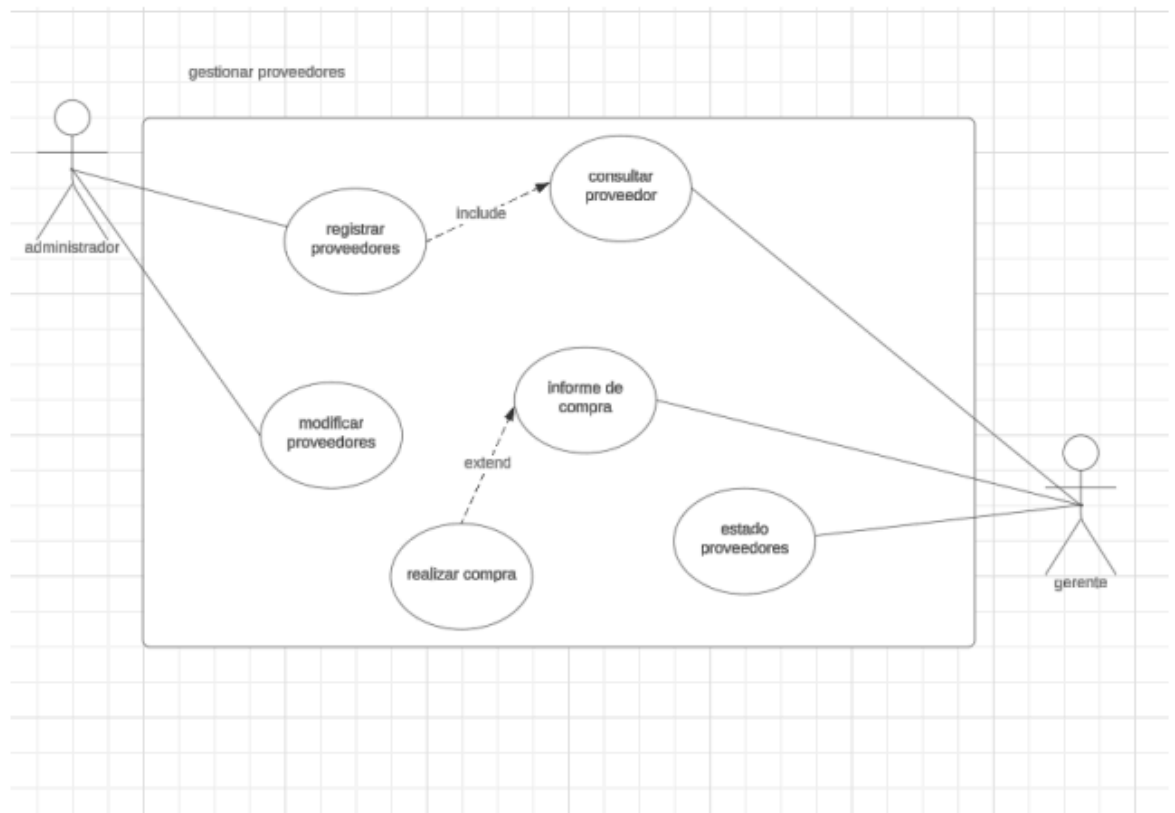 gestionar proveedores
consultar
proveedor
include
registrar
proveedores
administrador
informe de
compra
modificar
proveedores
extend
estado
proveedores
realizar compra
gerente